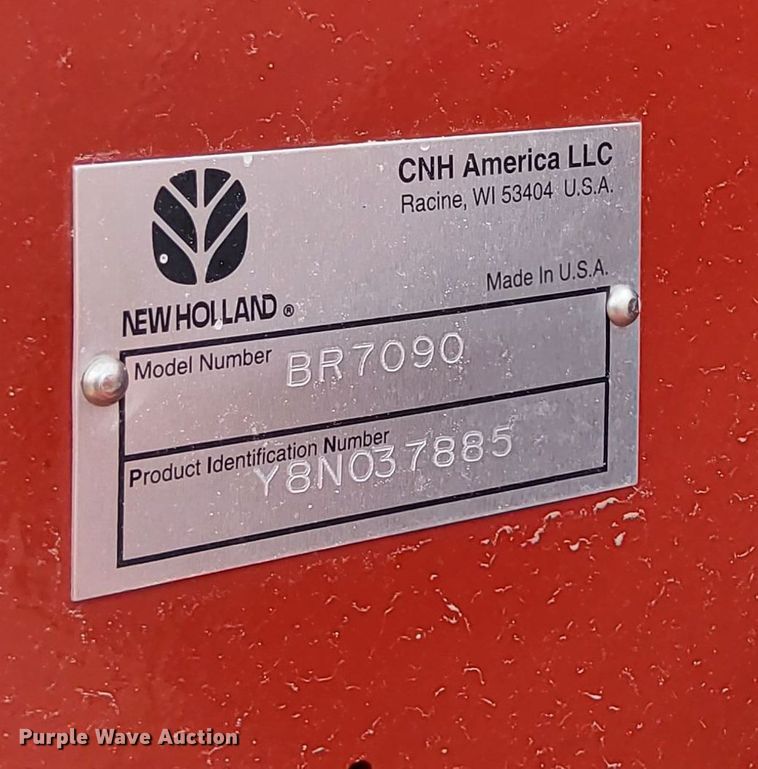 CNH America LLC
Racine, WI 53404 U.S.A.
Made In U.S.A.
NEW HOLLAND ®
Model Number BR7090
Product Identification Number
Y8N037885
Purple Wave Auction